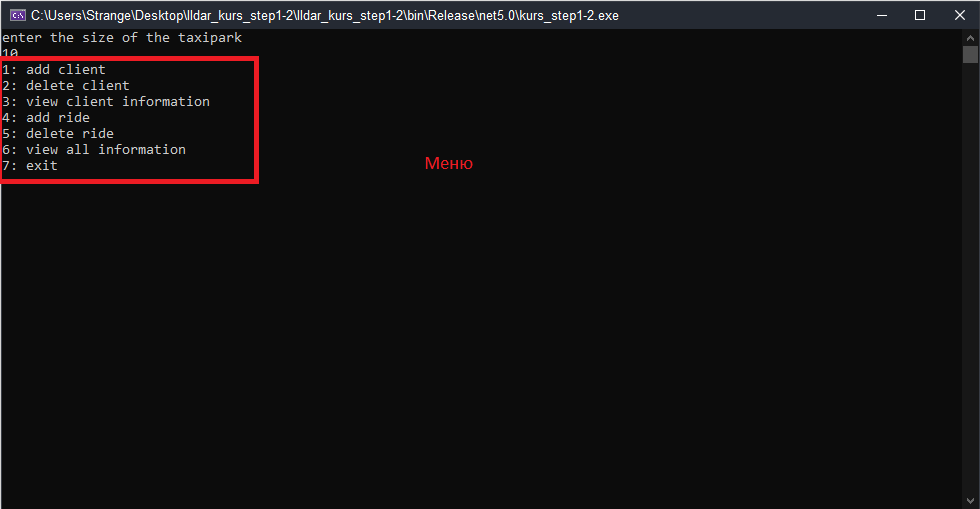 C:\Users\Strange\Desktop\Ildar_kurs_step1-2\Ildar_kurs_step1-2\bin\Release\net5.0\kurs_step1-2.exe
enter the size of the taxipark
10
1: add client
2: delete client
3: view client information
4: add ride
5: delete ride
6: view all information
7: exit
Меню